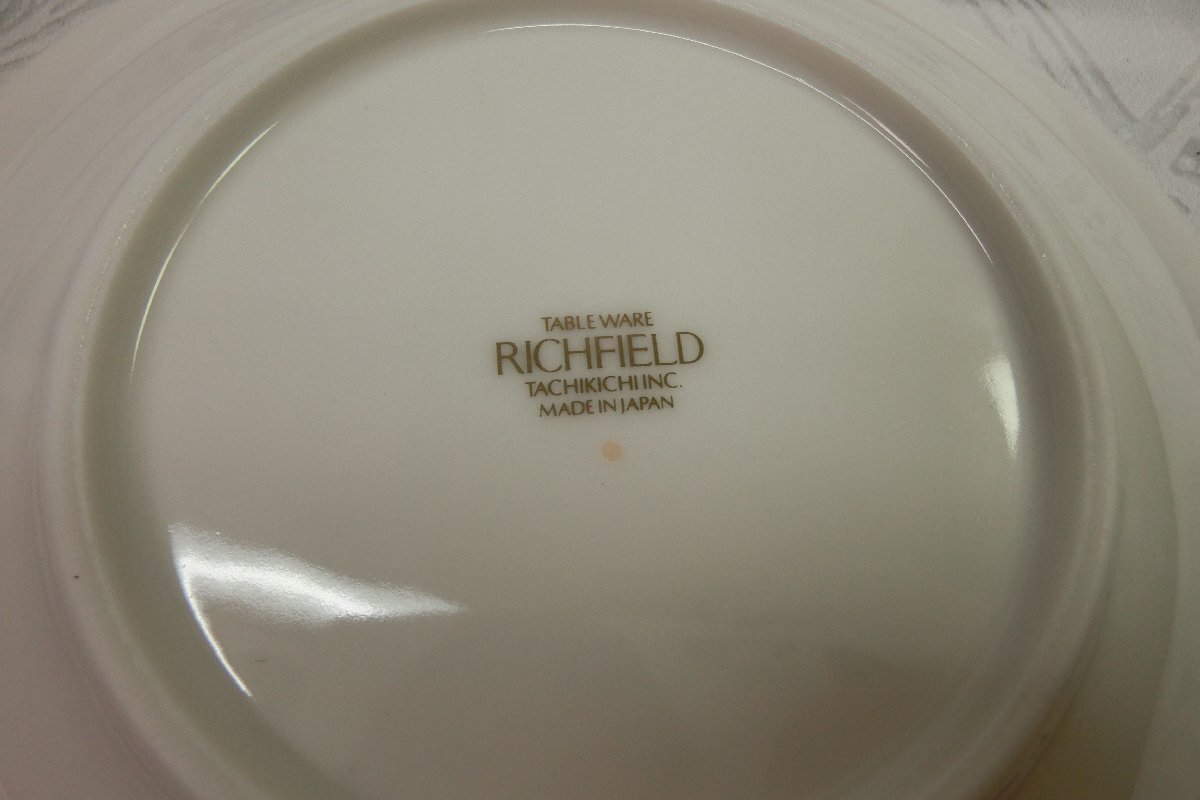 TABLE WARE
RICHFIELD
TACHIKICHI INC.
MADE IN JAPAN